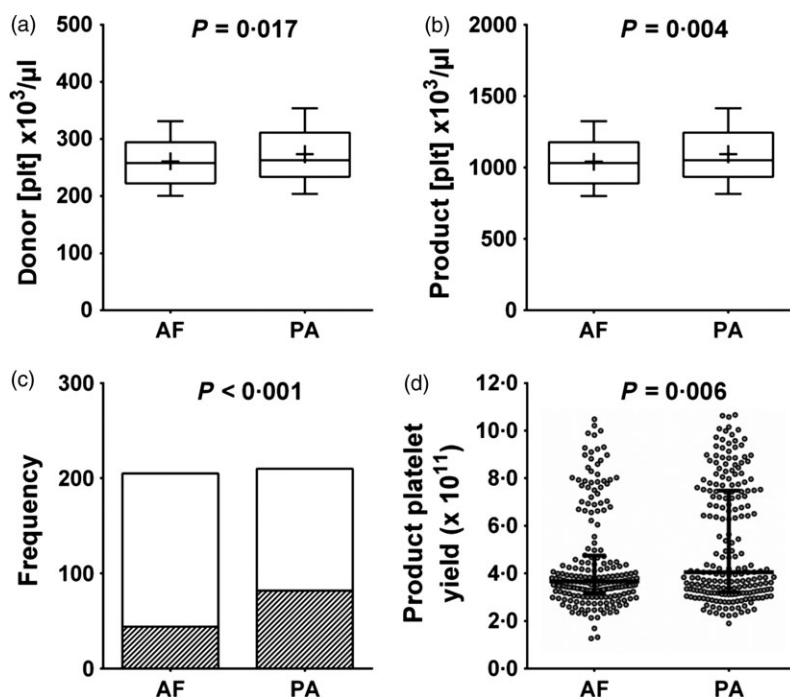 (a)
P = 0·017
Donor [plt] x10³/µl
500
400
300
200
100
0
AF PA
(b)
P = 0·004
Product [plt] x10³/µl
2000
1500
1000
500
0
AF PA
(c)
P < 0·001
Frequency
300
200
100
0
AF PA
(d)
P = 0·006
Product platelet
yield (x 10¹¹)
12·0
10·0
8·0
6·0
4·0
2·0
0·0
AF PA